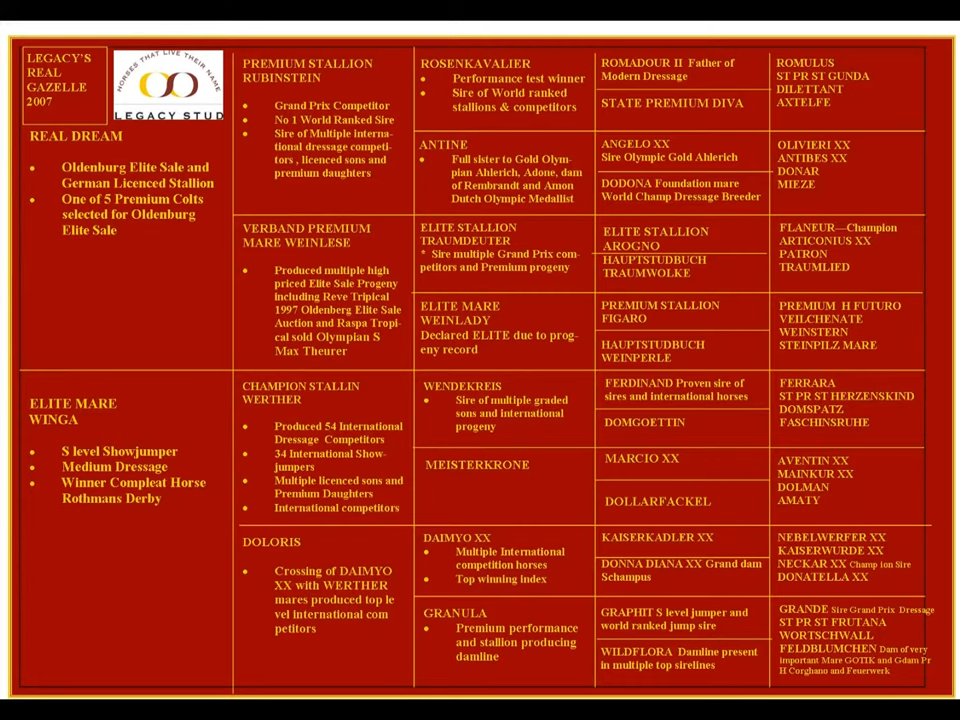 LEGACY'S
REAL
GAZELLE
2007
HORSES THAT LIVE THEIR NAME
LEGACY STUD
REAL DREAM
• Oldenburg Elite Sale and
German Licenced Stallion
• One of 5 Premium Colts
selected for Oldenburg
Elite Sale
ELITE MARE
WINGA
• S level Showjumper
• Medium Dressage
• Winner Compleat Horse
Rothmans Derby
PREMIUM STALLION
RUBINSTEIN
• Grand Prix Competitor
• No 1 World Ranked Sire
• Sire of Multiple interna-
tional dressage competi-
tors , licenced sons and
premium daughters
VERBAND PREMIUM
MARE WEINLESE
• Produced multiple high
priced Elite Sale Progeny
including Reve Tripical
1997 Oldenberg Elite Sale
Auction and Raspa Tropi-
cal sold Olympian S
Max Theurer
CHAMPION STALLIN
WERTHER
• Produced 54 International
Dressage Competitors
• 34 International Show-
jumpers
• Multiple licenced sons and
Premium Daughters
• International competitors
DOLORIS
• Crossing of DAIMYO
XX with WERTHER
mares produced top le
vel international com
petitors
ROSENKAVALIER
• Performance test winner
• Sire of World ranked
stallions & competitors
ANTINE
• Full sister to Gold Olym-
pian Ahlerich, Adone, dam
of Rembrandt and Amon
Dutch Olympic Medallist
ELITE STALLION
TRAUMDEUTER
* Sire multiple Grand Prix com-
petitors and Premium progeny
ELITE MARE
WEINLADY
Declared ELITE due to prog-
eny record
WENDEKREIS
• Sire of multiple graded
sons and international
progeny
MEISTERKRONE
DAIMYO XX
• Multiple International
competition horses
• Top winning index
GRANULA
• Premium performance
and stallion producing
damline
ROMADOUR II Father of
Modern Dressage
STATE PREMIUM DIVA
ANGELO XX
Sire Olympic Gold Ahlerich
DODONA Foundation mare
World Champ Dressage Breeder
ELITE STALLION
AROGNO
HAUPTSTUDBUCH
TRAUMWOLKE
PREMIUM STALLION
FIGARO
HAUPTSTUDBUCH
WEINPERLE
FERDINAND Proven sire of
sires and international horses
DOMGOETTIN
MARCIO XX
DOLLARFACKEL
KAISERKADLER XX
DONNA DIANA XX Grand dam
Schampus
GRAPHIT S level jumper and
world ranked jump sire
WILDFLORA Damline present
in multiple top sirelines
ROMULUS
ST PR ST GUNDA
DILETTANT
AXTELFE
OLIVIERI XX
ANTIBES XX
DONAR
MIEZE
FLANEUR—Champion
ARTICONIUS XX
PATRON
TRAUMLIED
PREMIUM H FUTURO
VEILCHENATE
WEINSTERN
STEINPILZ MARE
FERRARA
ST PR ST HERZENSKIND
DOMSPATZ
FASCHINSRUHE
AVENTIN XX
MAINKUR XX
DOLMAN
AMATY
NEBELWERFER XX
KAISERWURDE XX
NECKAR XX Champ ion Sire
DONATELLA XX
GRANDE Sire Grand Prix Dressage
ST PR ST FRUTANA
WORTSCHWALL
FELDBLUMCHEN Dam of very
important Mare GOTIK and Gdam Pr
H Corghano and Feuerwerk